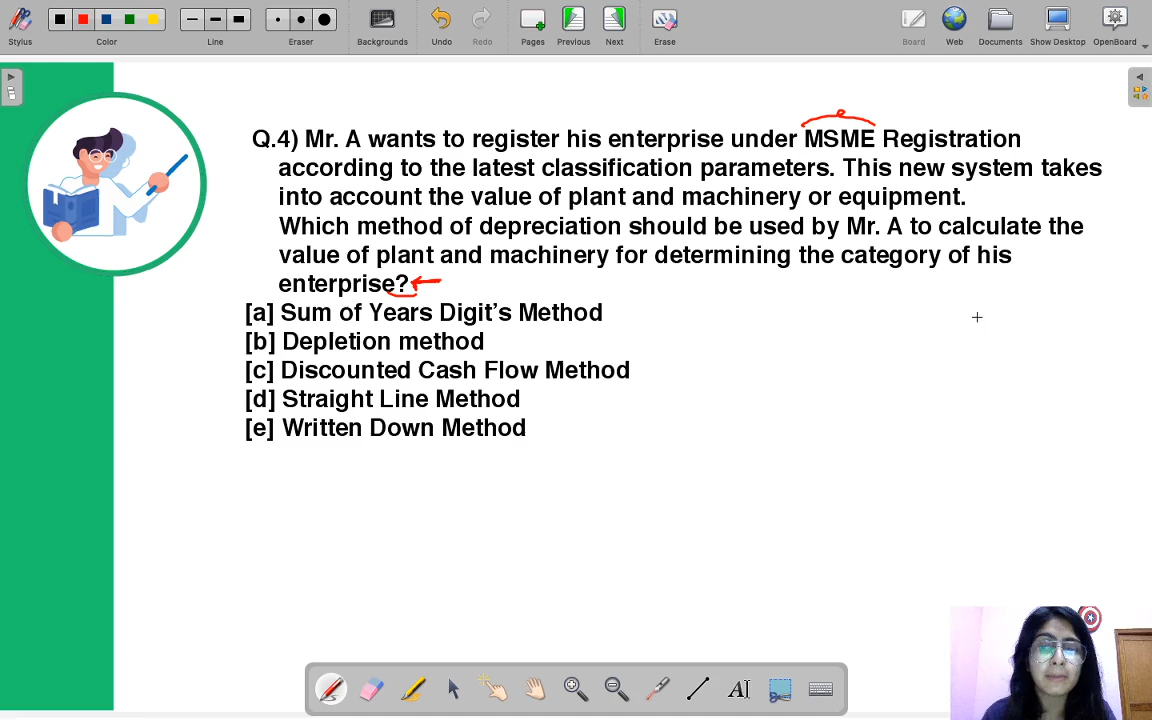 Stylus Color Line Eraser Backgrounds Undo Redo Pages Previous Next Erase Board Web Documents Show Desktop OpenBoard
Q.4) Mr. A wants to register his enterprise under MSME Registration
according to the latest classification parameters. This new system takes
into account the value of plant and machinery or equipment.
Which method of depreciation should be used by Mr. A to calculate the
value of plant and machinery for determining the category of his
enterprise?
[a] Sum of Years Digit’s Method
[b] Depletion method
[c] Discounted Cash Flow Method
[d] Straight Line Method
[e] Written Down Method